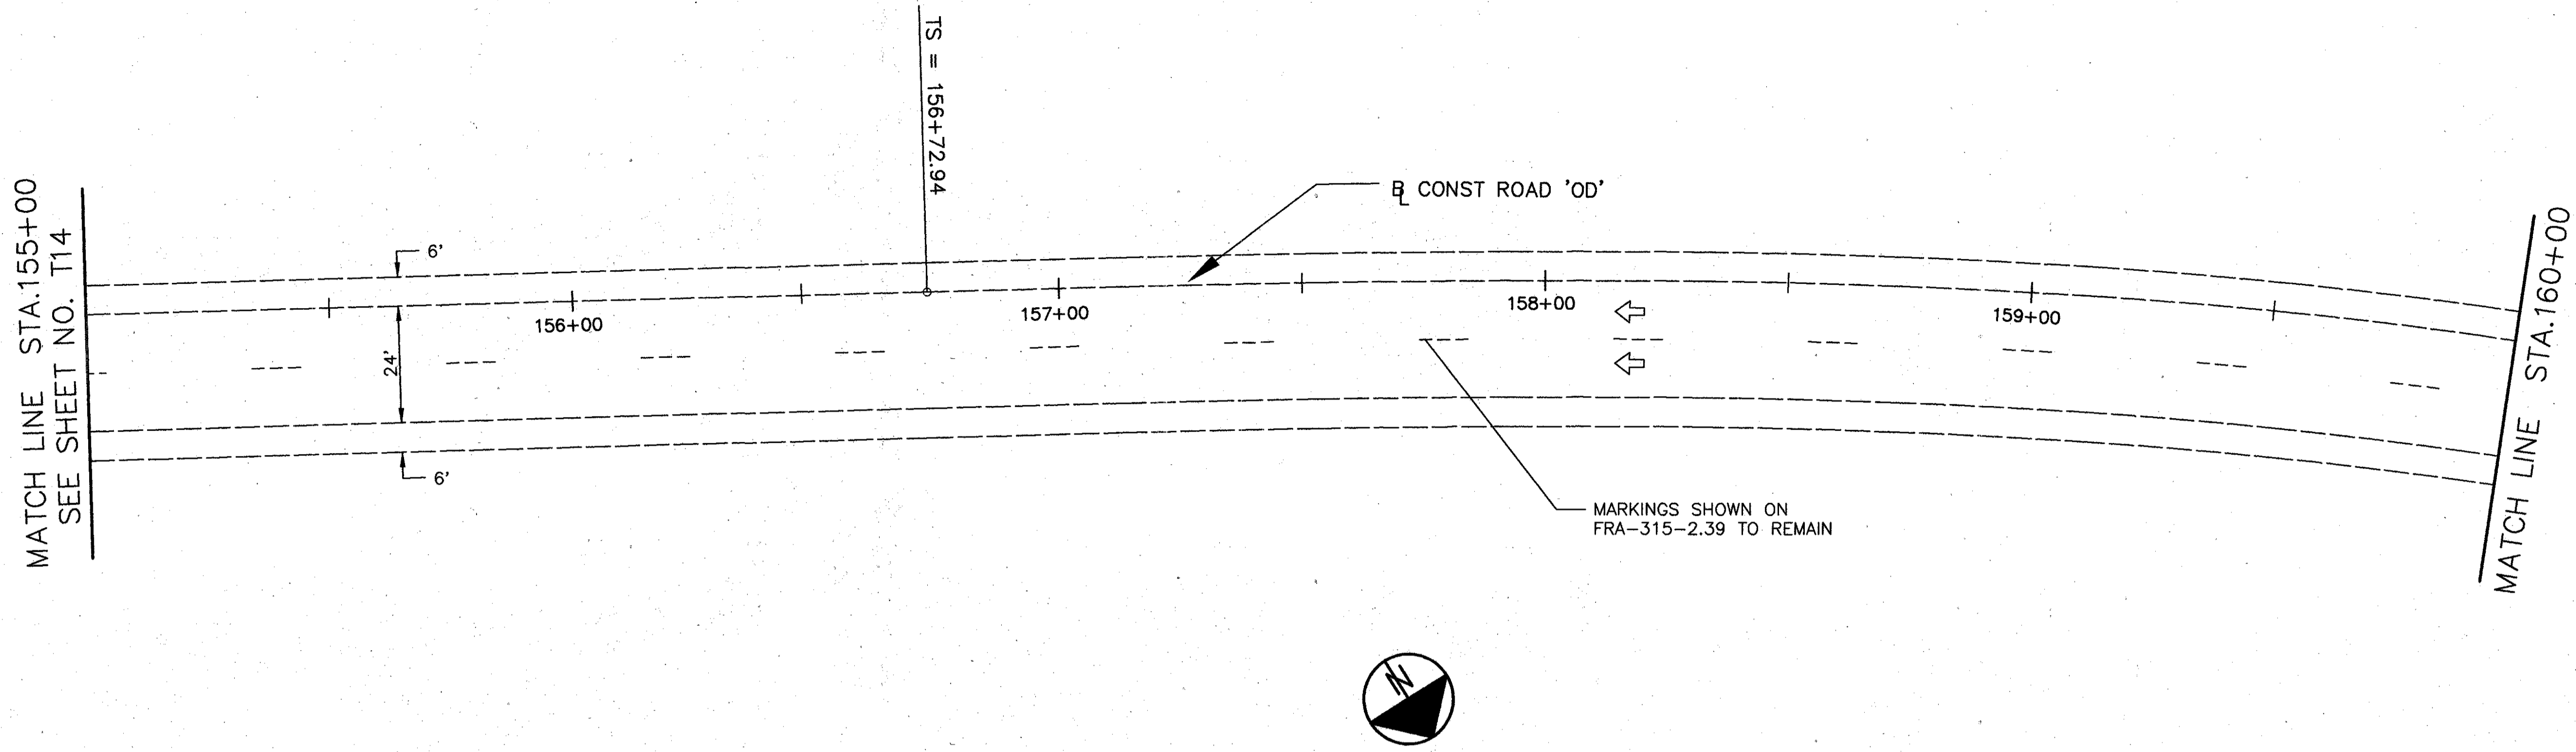 MATCH LINE STA.155+00
SEE SHEET NO. T14
TS = 156+72.94
6'
24'
6'
156+00
157+00
BL CONST ROAD 'OD'
158+00
159+00
MARKINGS SHOWN ON
FRA-315-2.39 TO REMAIN
MATCH LINE STA.160+00
N